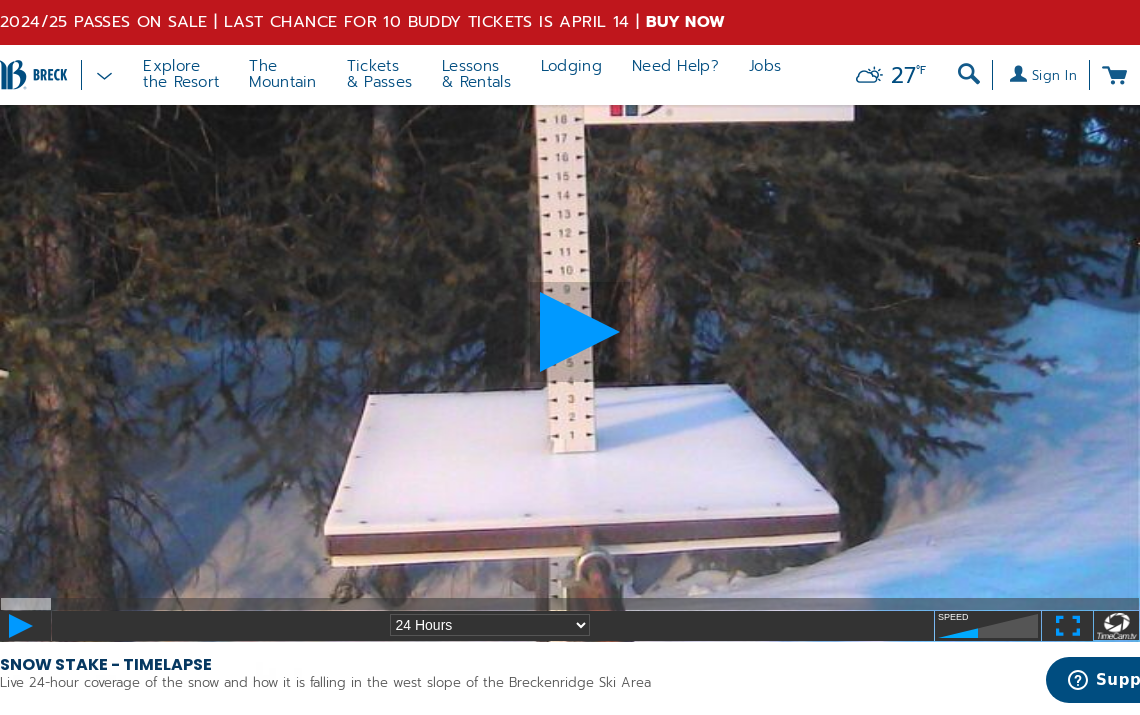 2024/25 PASSES ON SALE | LAST CHANCE FOR 10 BUDDY TICKETS IS APRIL 14 | BUY NOW
B BRECK
Explore
the Resort
The
Mountain
Tickets
& Passes
Lessons
& Rentals
Lodging
Need Help?
Jobs
27°F
Sign In
18
17
16
15
14
13
12
11
10
9
5
4
3
2
1
24 Hours
SPEED
TimeCam.tv
SNOW STAKE - TIMELAPSE
Live 24-hour coverage of the snow and how it is falling in the west slope of the Breckenridge Ski Area
Supp